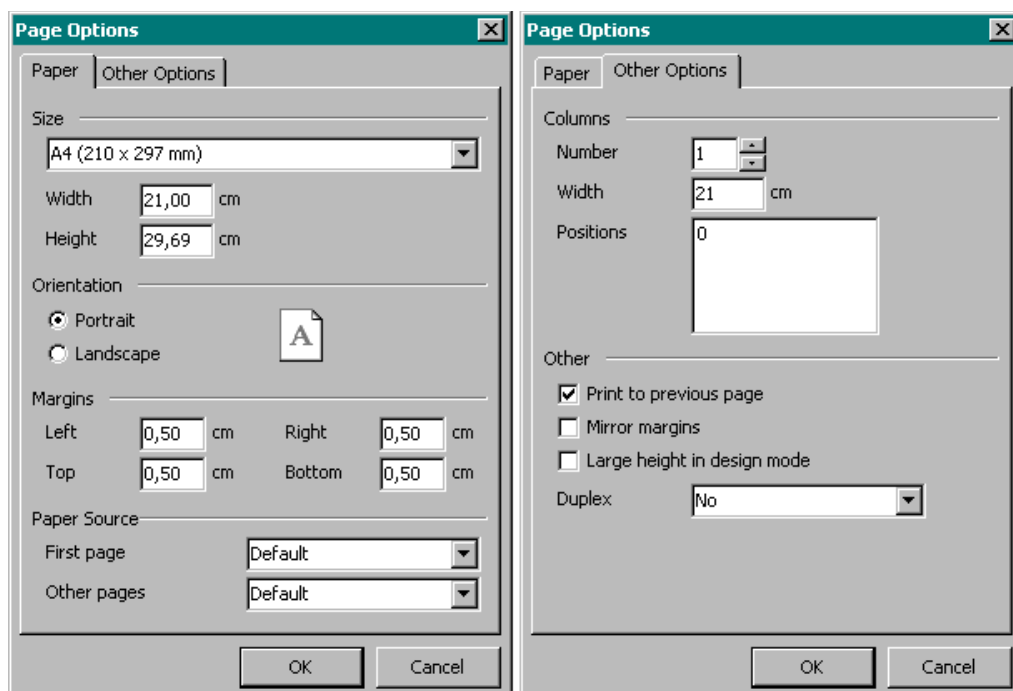 Page Options
Paper Other Options
Size
A4 (210 x 297 mm)
Width 21,00 cm
Height 29,69 cm
Orientation
Portrait
A
Landscape
Margins
Left 0,50 cm Right 0,50 cm
Top 0,50 cm Bottom 0,50 cm
Paper Source
First page Default
Other pages Default
OK Cancel
Page Options
Paper Other Options
Columns
Number 1
Width 21 cm
Positions 0
Other
Print to previous page
Mirror margins
Large height in design mode
Duplex No
OK Cancel